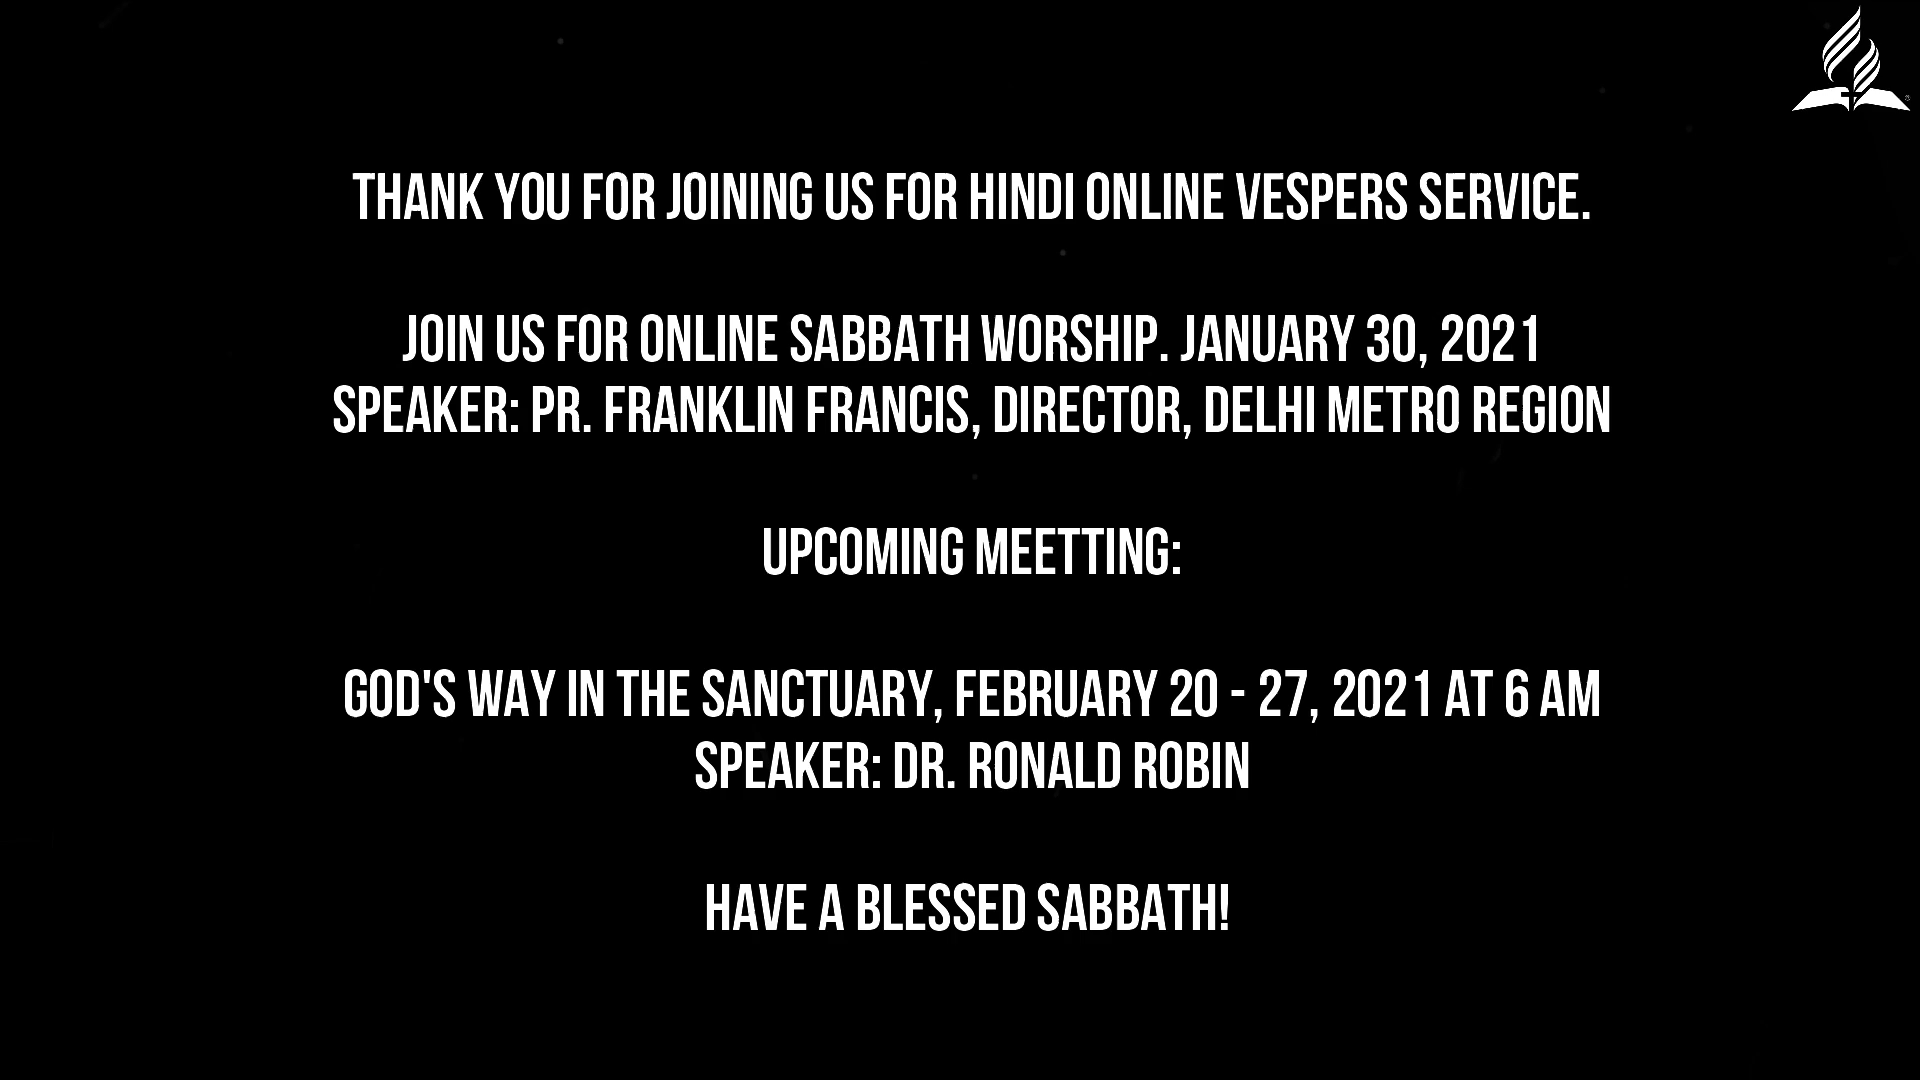 THANK YOU FOR JOINING US FOR HINDI ONLINE VESPERS SERVICE.
JOIN US FOR ONLINE SABBATH WORSHIP. JANUARY 30, 2021
SPEAKER: PR. FRANKLIN FRANCIS, DIRECTOR, DELHI METRO REGION
UPCOMING MEETTING:
GOD'S WAY IN THE SANCTUARY, FEBRUARY 20 - 27, 2021 AT 6 AM
SPEAKER: DR. RONALD ROBIN
HAVE A BLESSED SABBATH!